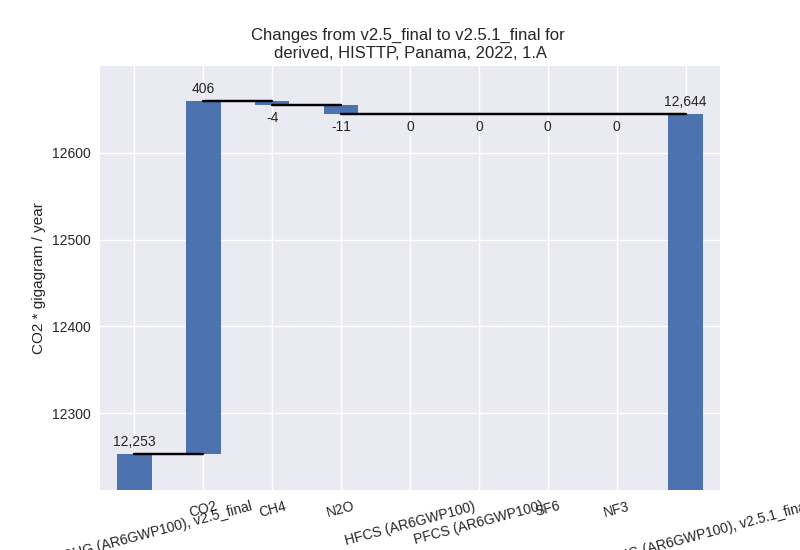 Changes from v2.5_final to v2.5.1_final for
derived, HISTTP, Panama, 2022, 1.A
CO2 * gigagram / year
12600
12500
12400
12300
12,253
406
-4
-11
0
0
0
0
12,644
(AR6GWP100), v2.5_final
CO2
CH4
N2O
HFCS (AR6GWP100)
PFCS (AR6GWP100)
SF6
NF3
(AR6GWP100),